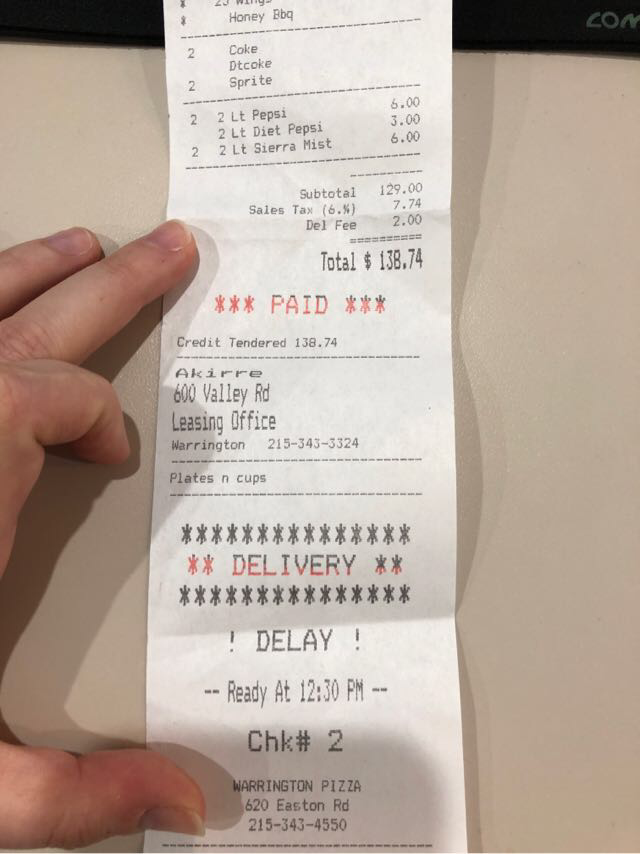 * 25 Wings
* Honey Bbq
2 Coke
Dtcoke
2 Sprite
2 2 Lt Pepsi 6.00
2 Lt Diet Pepsi 3.00
2 2 Lt Sierra Mist 6.00
Subtotal 129.00
Sales Tax (6.%) 7.74
Del Fee 2.00
Total $ 138.74
*** PAID ***
Credit Tendered 138.74
Akirre
600 Valley Rd
Leasing Office
Warrington 215-343-3324
Plates n cups
**************
** DELIVERY **
**************
! DELAY !
-- Ready At 12:30 PM --
Chk# 2
WARRINGTON PIZZA
620 Easton Rd
215-343-4550